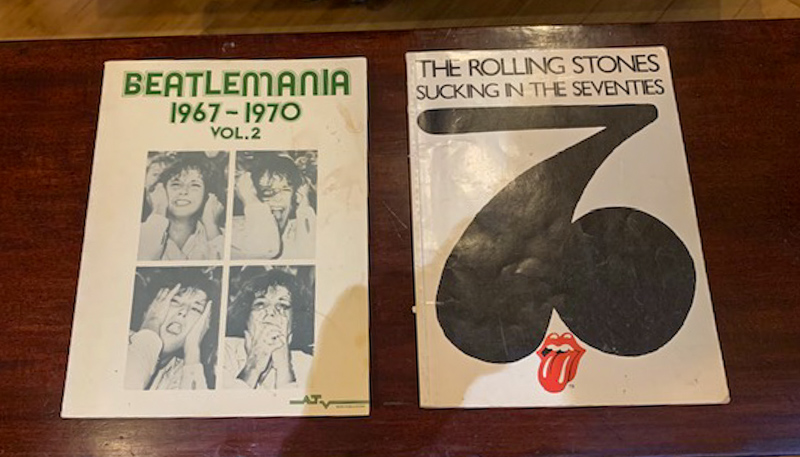 BEATLEMANIA
1967-1970
VOL.2
ATV
THE ROLLING STONES
SUCKING IN THE SEVENTIES